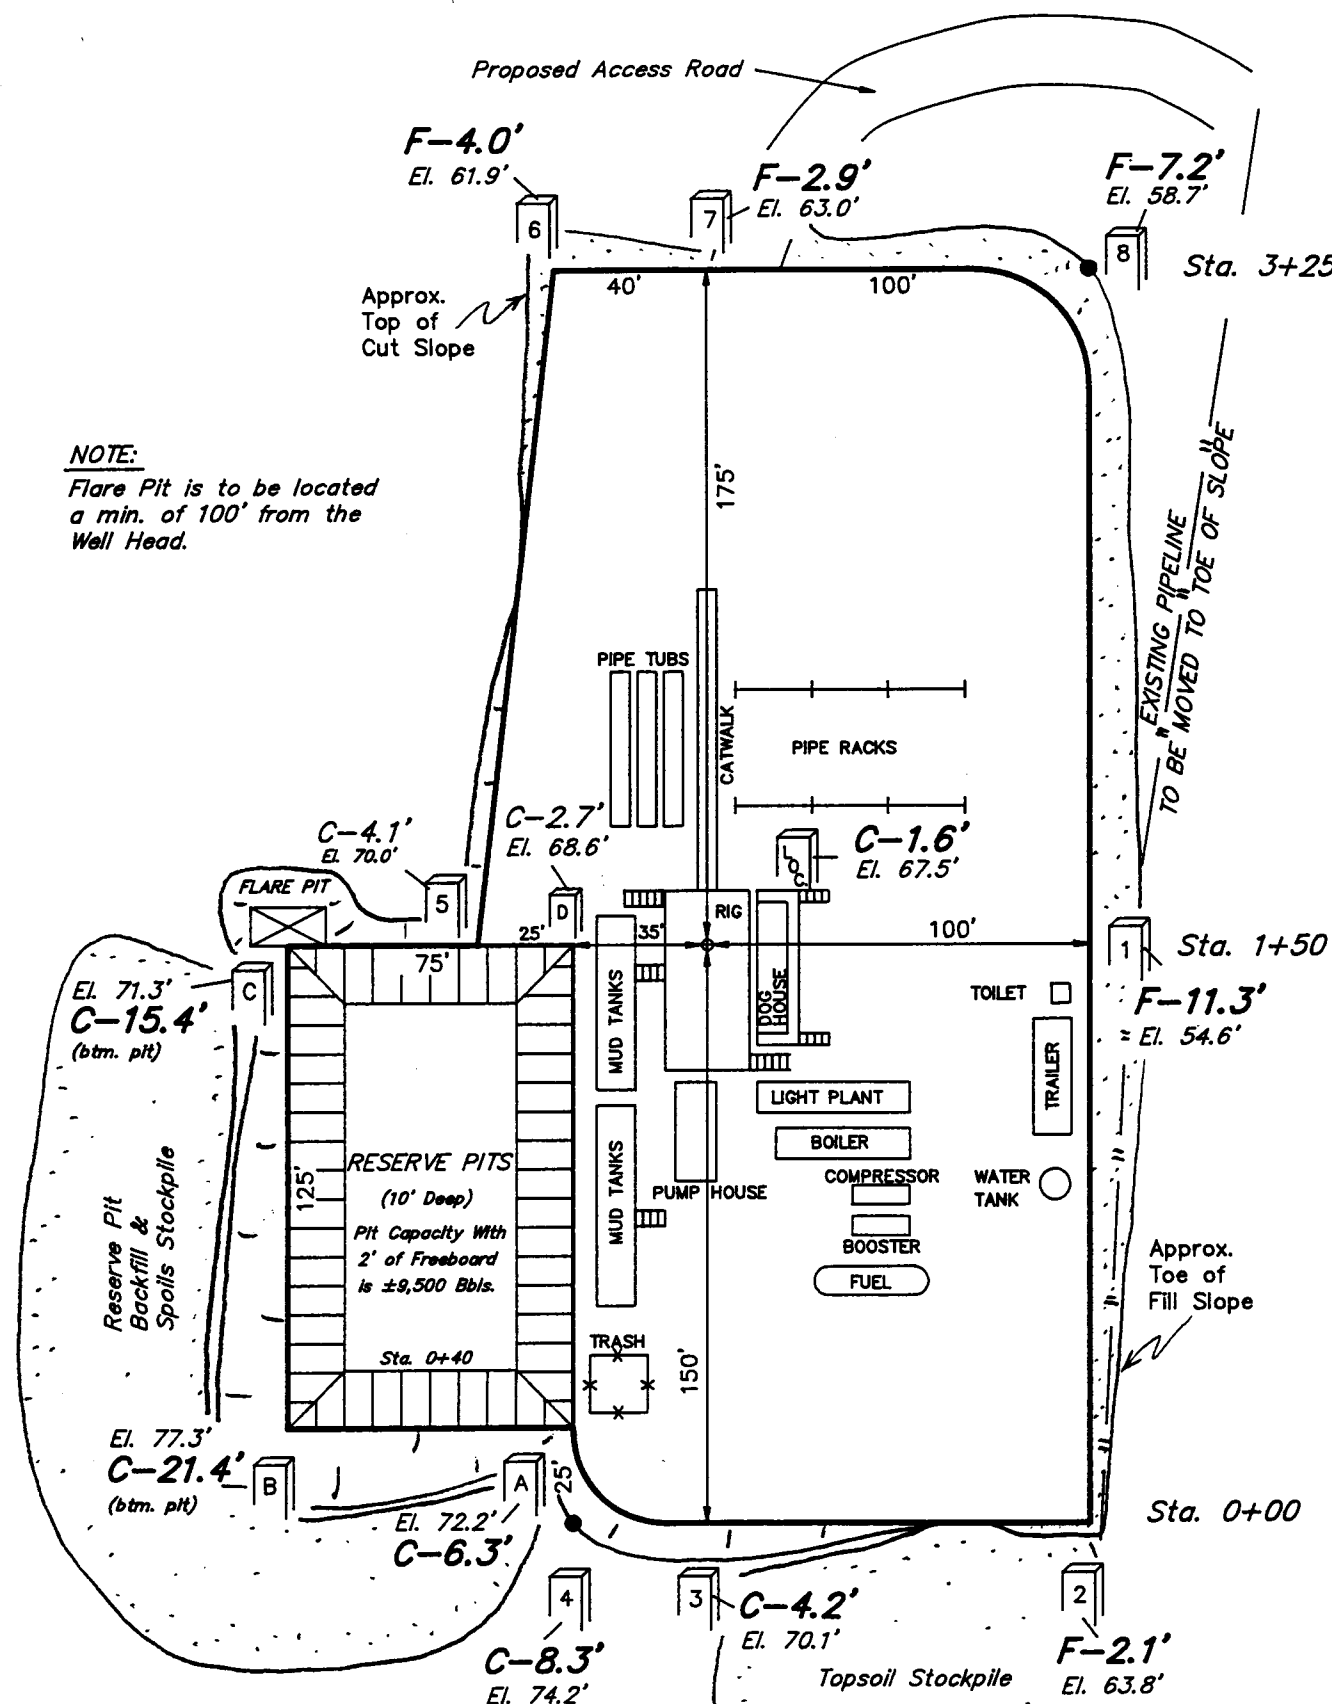 Proposed Access Road
F-4.0'
El. 61.9'
F-2.9'
El. 63.0'
F-7.2'
El. 58.7'
6
7
8
Sta. 3+25
40'
100'
Approx.
Top of
Cut Slope
NOTE:
Flare Pit is to be located
a min. of 100' from the
Well Head.
175'
"EXISTING PIPELINE
TO BE "MOVED TO TOE OF SLOPE"
PIPE TUBS
CATWALK
PIPE RACKS
C-4.1'
El. 70.0'
C-2.7'
El. 68.6'
LOC.
C-1.6'
El. 67.5'
FLARE PIT
5
D
RIG
25'
35'
100'
1
Sta. 1+50
75'
El. 71.3'
C-15.4'
(btm. pit)
C
MUD TANKS
DOG
HOUSE
TOILET
F-11.3'
El. 54.6'
TRAILER
LIGHT PLANT
BOILER
Reserve Pit
Backfill &
Spoils Stockpile
125'
RESERVE PITS
(10' Deep)
Pit Capacity With
2' of Freeboard
is ±9,500 Bbls.
MUD TANKS
PUMP HOUSE
COMPRESSOR
WATER
TANK
BOOSTER
FUEL
Approx.
Toe of
Fill Slope
TRASH
Sta. 0+40
150'
El. 77.3'
C-21.4'
(btm. pit)
B
A
25'
El. 72.2'
C-6.3'
Sta. 0+00
4
3
2
C-4.2'
El. 70.1'
C-8.3'
El. 74.2'
F-2.1'
El. 63.8'
Topsoil Stockpile